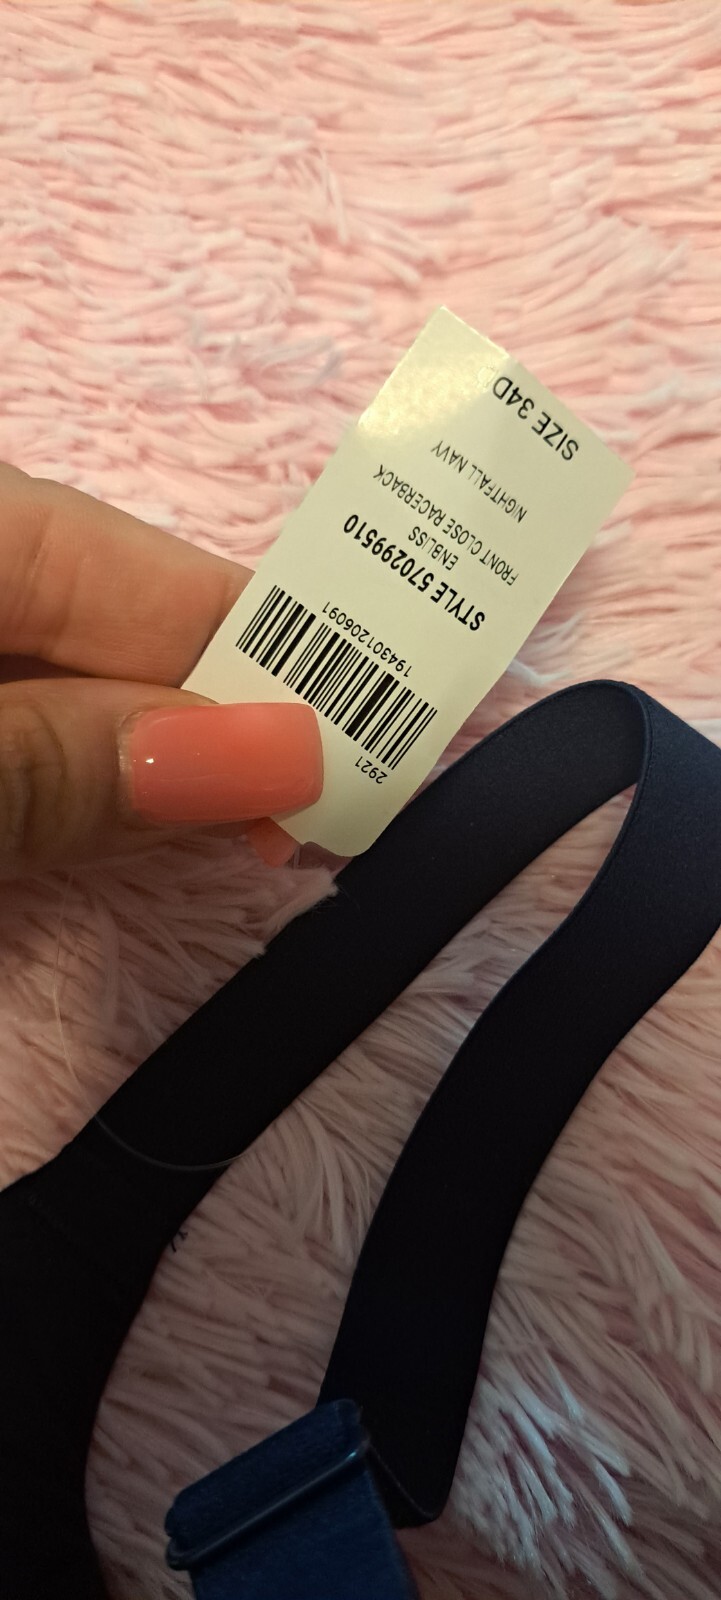 2921
194301206091
STYLE 570299510
ENBLISS
FRONT CLOSE RACERBACK
NIGHTFALL NAVY
SIZE 34D